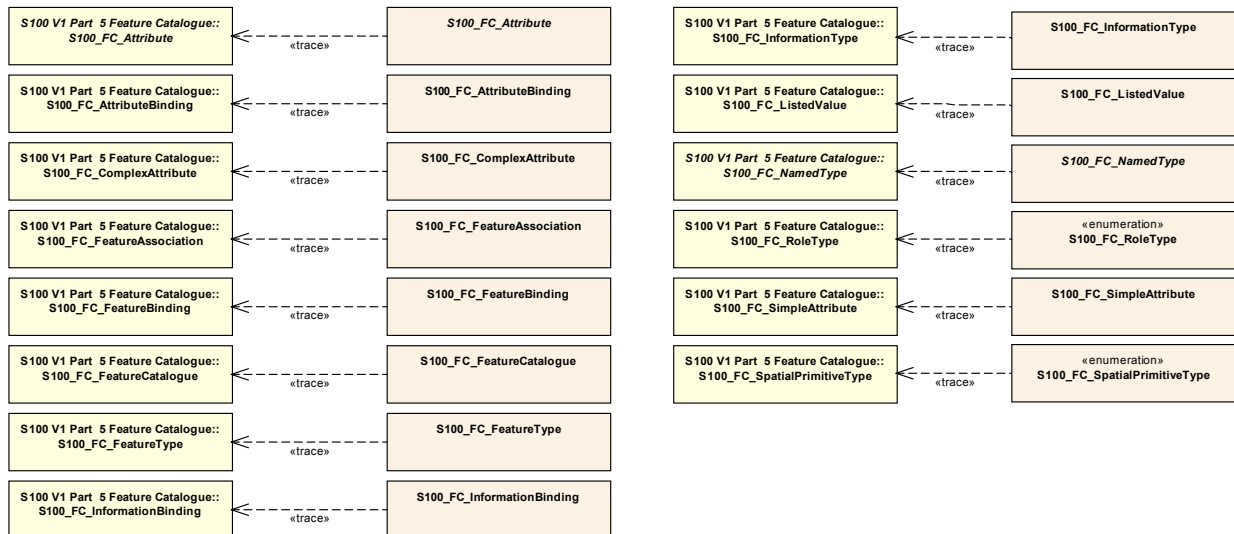 S100 V1 Part 5 Feature Catalogue::
S100_FC_Attribute
«trace»
S100_FC_Attribute
S100 V1 Part 5 Feature Catalogue::
S100_FC_AttributeBinding
«trace»
S100_FC_AttributeBinding
S100 V1 Part 5 Feature Catalogue::
S100_FC_ComplexAttribute
«trace»
S100_FC_ComplexAttribute
S100 V1 Part 5 Feature Catalogue::
S100_FC_FeatureAssociation
«trace»
S100_FC_FeatureAssociation
S100 V1 Part 5 Feature Catalogue::
S100_FC_FeatureBinding
«trace»
S100_FC_FeatureBinding
S100 V1 Part 5 Feature Catalogue::
S100_FC_FeatureCatalogue
«trace»
S100_FC_FeatureCatalogue
S100 V1 Part 5 Feature Catalogue::
S100_FC_FeatureType
«trace»
S100_FC_FeatureType
S100 V1 Part 5 Feature Catalogue::
S100_FC_InformationBinding
«trace»
S100_FC_InformationBinding
S100 V1 Part 5 Feature Catalogue::
S100_FC_InformationType
«trace»
S100_FC_InformationType
S100 V1 Part 5 Feature Catalogue::
S100_FC_ListedValue
«trace»
S100_FC_ListedValue
S100 V1 Part 5 Feature Catalogue::
S100_FC_NamedType
«trace»
S100_FC_NamedType
S100 V1 Part 5 Feature Catalogue::
S100_FC_RoleType
«trace»
«enumeration»
S100_FC_RoleType
S100 V1 Part 5 Feature Catalogue::
S100_FC_SimpleAttribute
«trace»
S100_FC_SimpleAttribute
S100 V1 Part 5 Feature Catalogue::
S100_FC_SpatialPrimitiveType
«trace»
«enumeration»
S100_FC_SpatialPrimitiveType